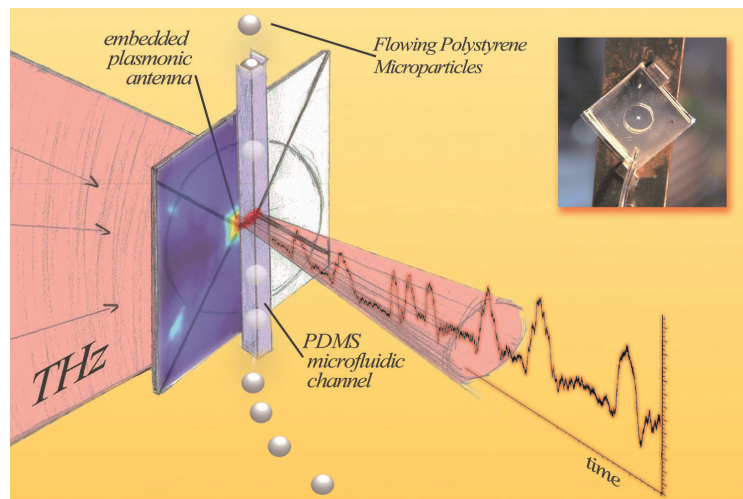 embedded
plasmonic
antenna
Flowing Polystyrene
Microparticles
PDMS
microfluidic
channel
THz
time